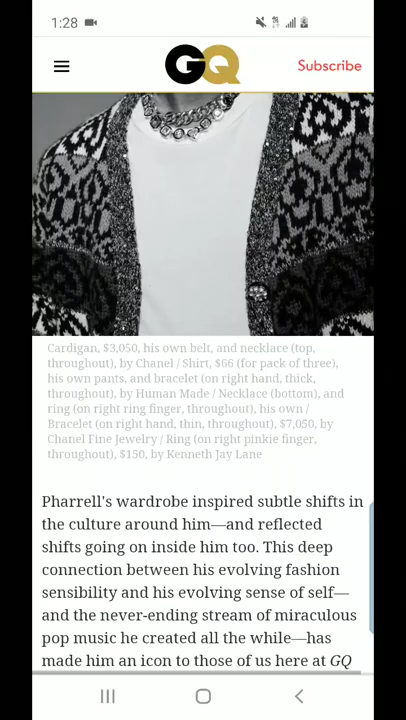 1:28
GQ
Subscribe
Cardigan, $3,050, his own belt, and necklace (top,
throughout), by Chanel / Shirt, $66 (for pack of three),
his own pants, and bracelet (on right hand, thick,
throughout), by Human Made / Necklace (bottom), and
ring (on right ring finger, throughout), his own /
Bracelet (on right hand, thin, throughout), $7,050, by
Chanel Fine Jewelry / Ring (on right pinkie finger,
throughout), $150, by Kenneth Jay Lane
Pharrell's wardrobe inspired subtle shifts in
the culture around him—and reflected
shifts going on inside him too. This deep
connection between his evolving fashion
sensibility and his evolving sense of self—
and the never-ending stream of miraculous
pop music he created all the while—has
made him an icon to those of us here at GQ